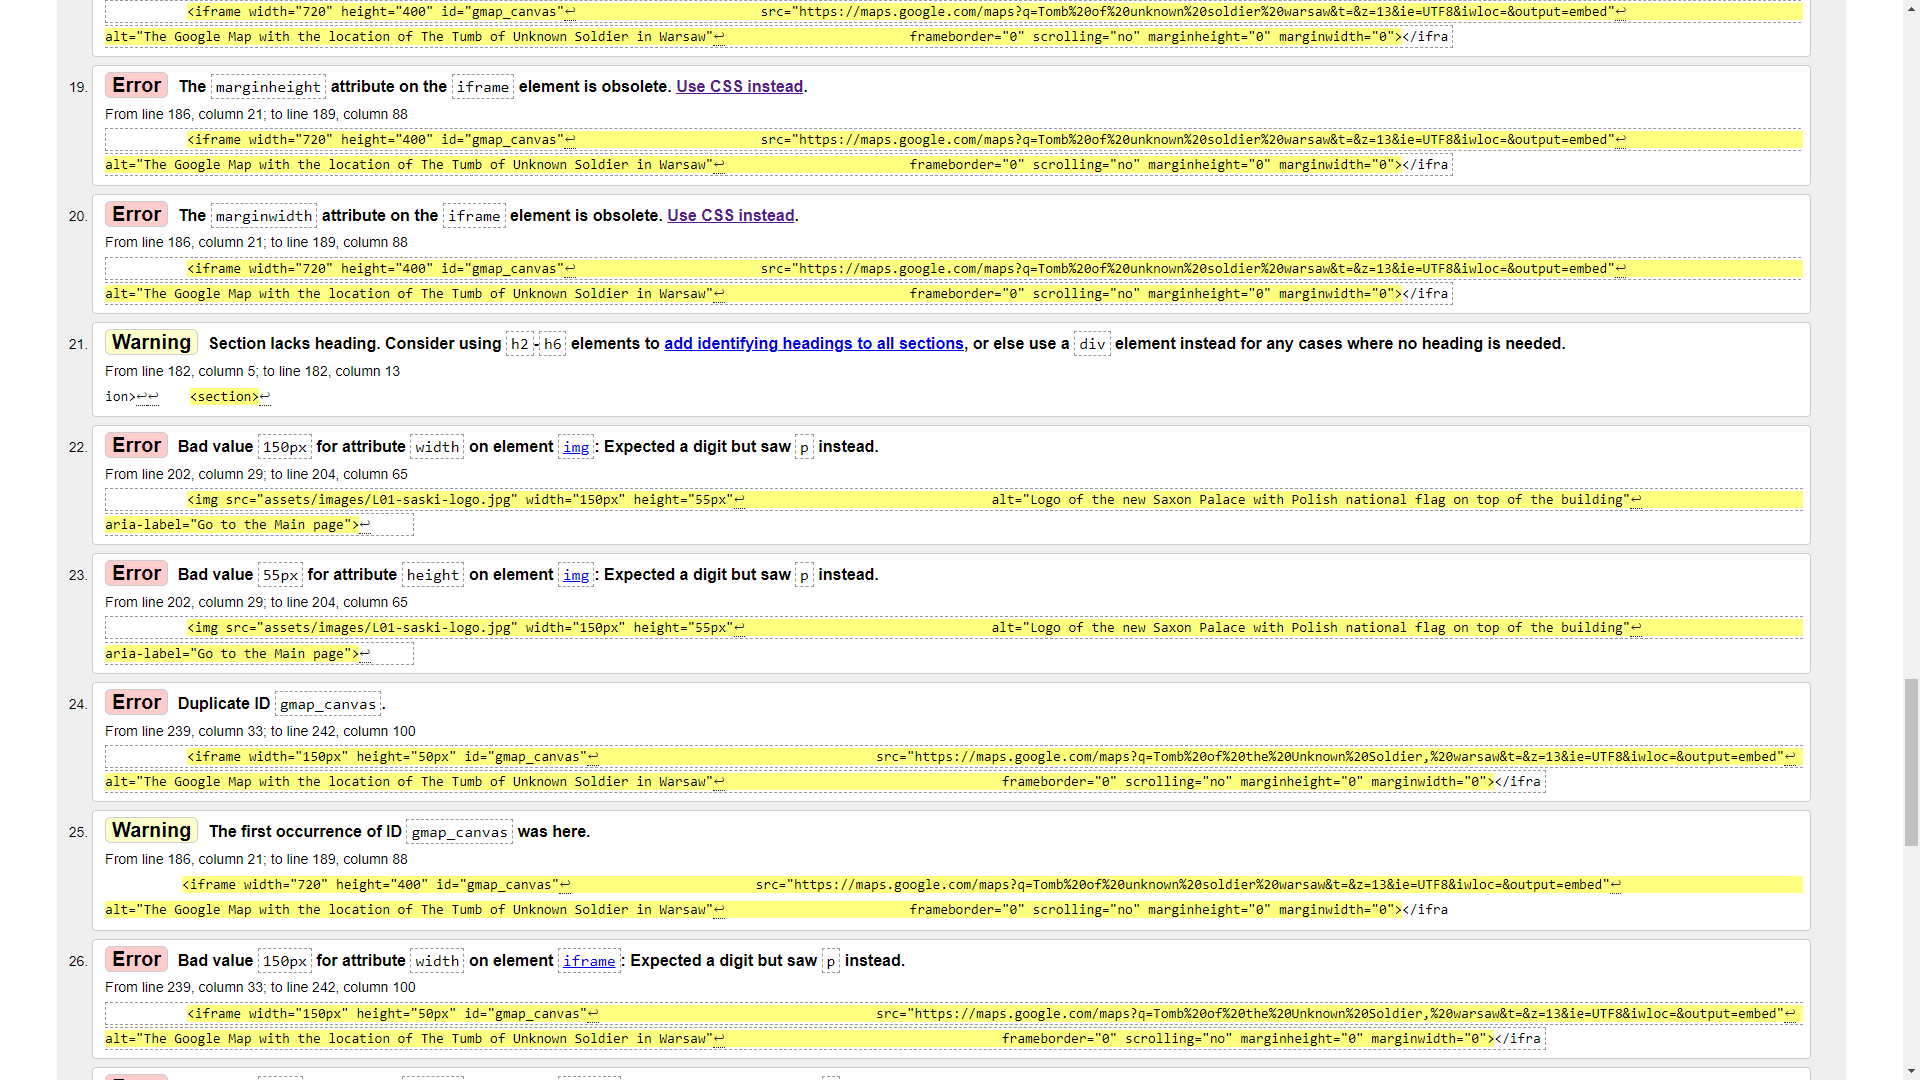 <iframe width="720" height="400" id="gmap_canvas"↩ src="https://maps.google.com/maps?q=Tomb%20of%20unknown%20soldier%20warsaw&t=&z=13&ie=UTF8&iwloc=&output=embed"↩
alt="The Google Map with the location of The Tumb of Unknown Soldier in Warsaw"↩ frameborder="0" scrolling="no" marginheight="0" marginwidth="0"></ifra
19. Error The marginheight attribute on the iframe element is obsolete. Use CSS instead.
From line 186, column 21; to line 189, column 88
<iframe width="720" height="400" id="gmap_canvas"↩ src="https://maps.google.com/maps?q=Tomb%20of%20unknown%20soldier%20warsaw&t=&z=13&ie=UTF8&iwloc=&output=embed"↩
alt="The Google Map with the location of The Tumb of Unknown Soldier in Warsaw"↩ frameborder="0" scrolling="no" marginheight="0" marginwidth="0"></ifra
20. Error The marginwidth attribute on the iframe element is obsolete. Use CSS instead.
From line 186, column 21; to line 189, column 88
<iframe width="720" height="400" id="gmap_canvas"↩ src="https://maps.google.com/maps?q=Tomb%20of%20unknown%20soldier%20warsaw&t=&z=13&ie=UTF8&iwloc=&output=embed"↩
alt="The Google Map with the location of The Tumb of Unknown Soldier in Warsaw"↩ frameborder="0" scrolling="no" marginheight="0" marginwidth="0"></ifra
21. Warning Section lacks heading. Consider using h2-h6 elements to add identifying headings to all sections, or else use a div element instead for any cases where no heading is needed.
From line 182, column 5; to line 182, column 13
ion>↩↩ <section>↩
22. Error Bad value 150px for attribute width on element img: Expected a digit but saw p instead.
From line 202, column 29; to line 204, column 65
<img src="assets/images/L01-saski-logo.jpg" width="150px" height="55px"↩ alt="Logo of the new Saxon Palace with Polish national flag on top of the building"↩
aria-label="Go to the Main page">↩
23. Error Bad value 55px for attribute height on element img: Expected a digit but saw p instead.
From line 202, column 29; to line 204, column 65
<img src="assets/images/L01-saski-logo.jpg" width="150px" height="55px"↩ alt="Logo of the new Saxon Palace with Polish national flag on top of the building"↩
aria-label="Go to the Main page">↩
24. Error Duplicate ID gmap_canvas.
From line 239, column 33; to line 242, column 100
<iframe width="150px" height="50px" id="gmap_canvas"↩ src="https://maps.google.com/maps?q=Tomb%20of%20the%20Unknown%20Soldier,%20warsaw&t=&z=13&ie=UTF8&iwloc=&output=embed"↩
alt="The Google Map with the location of The Tumb of Unknown Soldier in Warsaw"↩ frameborder="0" scrolling="no" marginheight="0" marginwidth="0"></ifra
25. Warning The first occurrence of ID gmap_canvas was here.
From line 186, column 21; to line 189, column 88
<iframe width="720" height="400" id="gmap_canvas"↩ src="https://maps.google.com/maps?q=Tomb%20of%20unknown%20soldier%20warsaw&t=&z=13&ie=UTF8&iwloc=&output=embed"↩
alt="The Google Map with the location of The Tumb of Unknown Soldier in Warsaw"↩ frameborder="0" scrolling="no" marginheight="0" marginwidth="0"></ifra
26. Error Bad value 150px for attribute width on element iframe: Expected a digit but saw p instead.
From line 239, column 33; to line 242, column 100
<iframe width="150px" height="50px" id="gmap_canvas"↩ src="https://maps.google.com/maps?q=Tomb%20of%20the%20Unknown%20Soldier,%20warsaw&t=&z=13&ie=UTF8&iwloc=&output=embed"↩
alt="The Google Map with the location of The Tumb of Unknown Soldier in Warsaw"↩ frameborder="0" scrolling="no" marginheight="0" marginwidth="0"></ifra